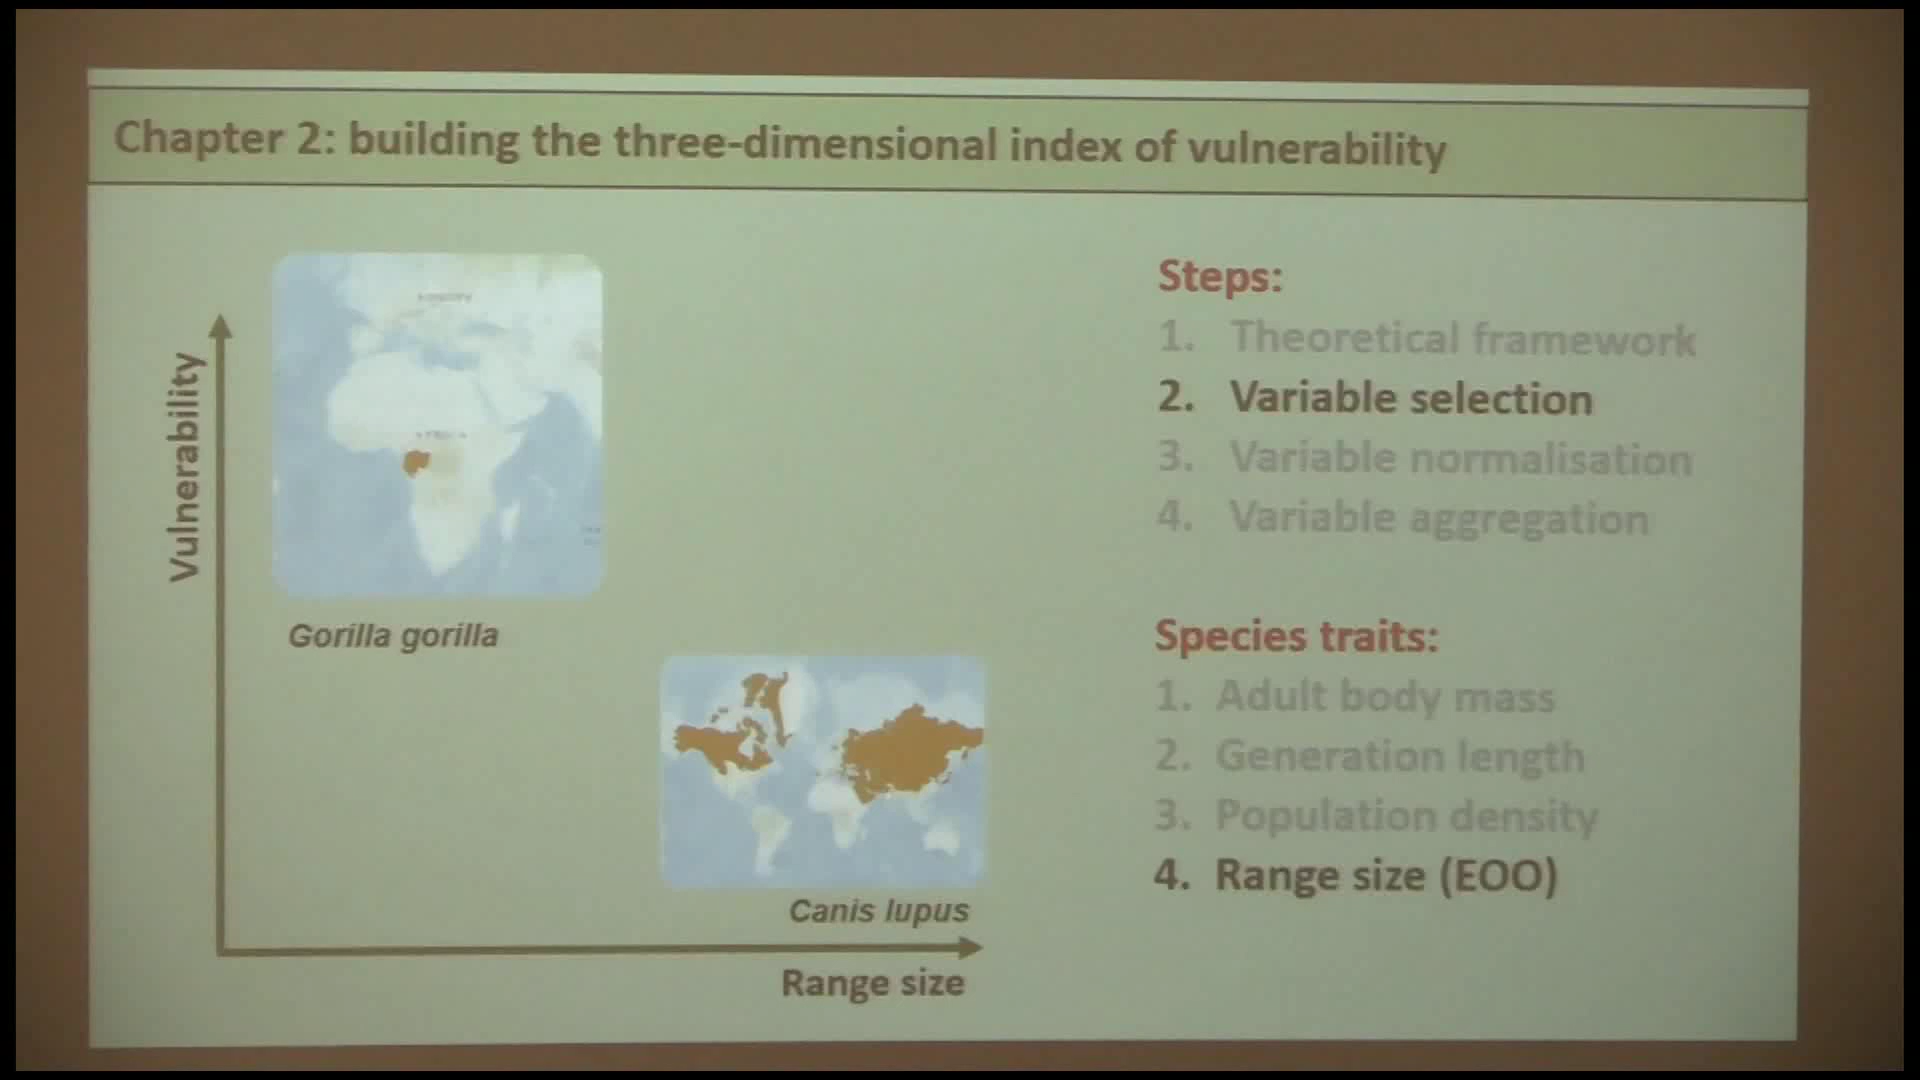 Chapter 2: building the three-dimensional index of vulnerability
Vulnerability
Gorilla gorilla
Canis lupus
Range size
Steps:
1. Theoretical framework
2. Variable selection
3. Variable normalisation
4. Variable aggregation
Species traits:
1. Adult body mass
2. Generation length
3. Population density
4. Range size (EOO)